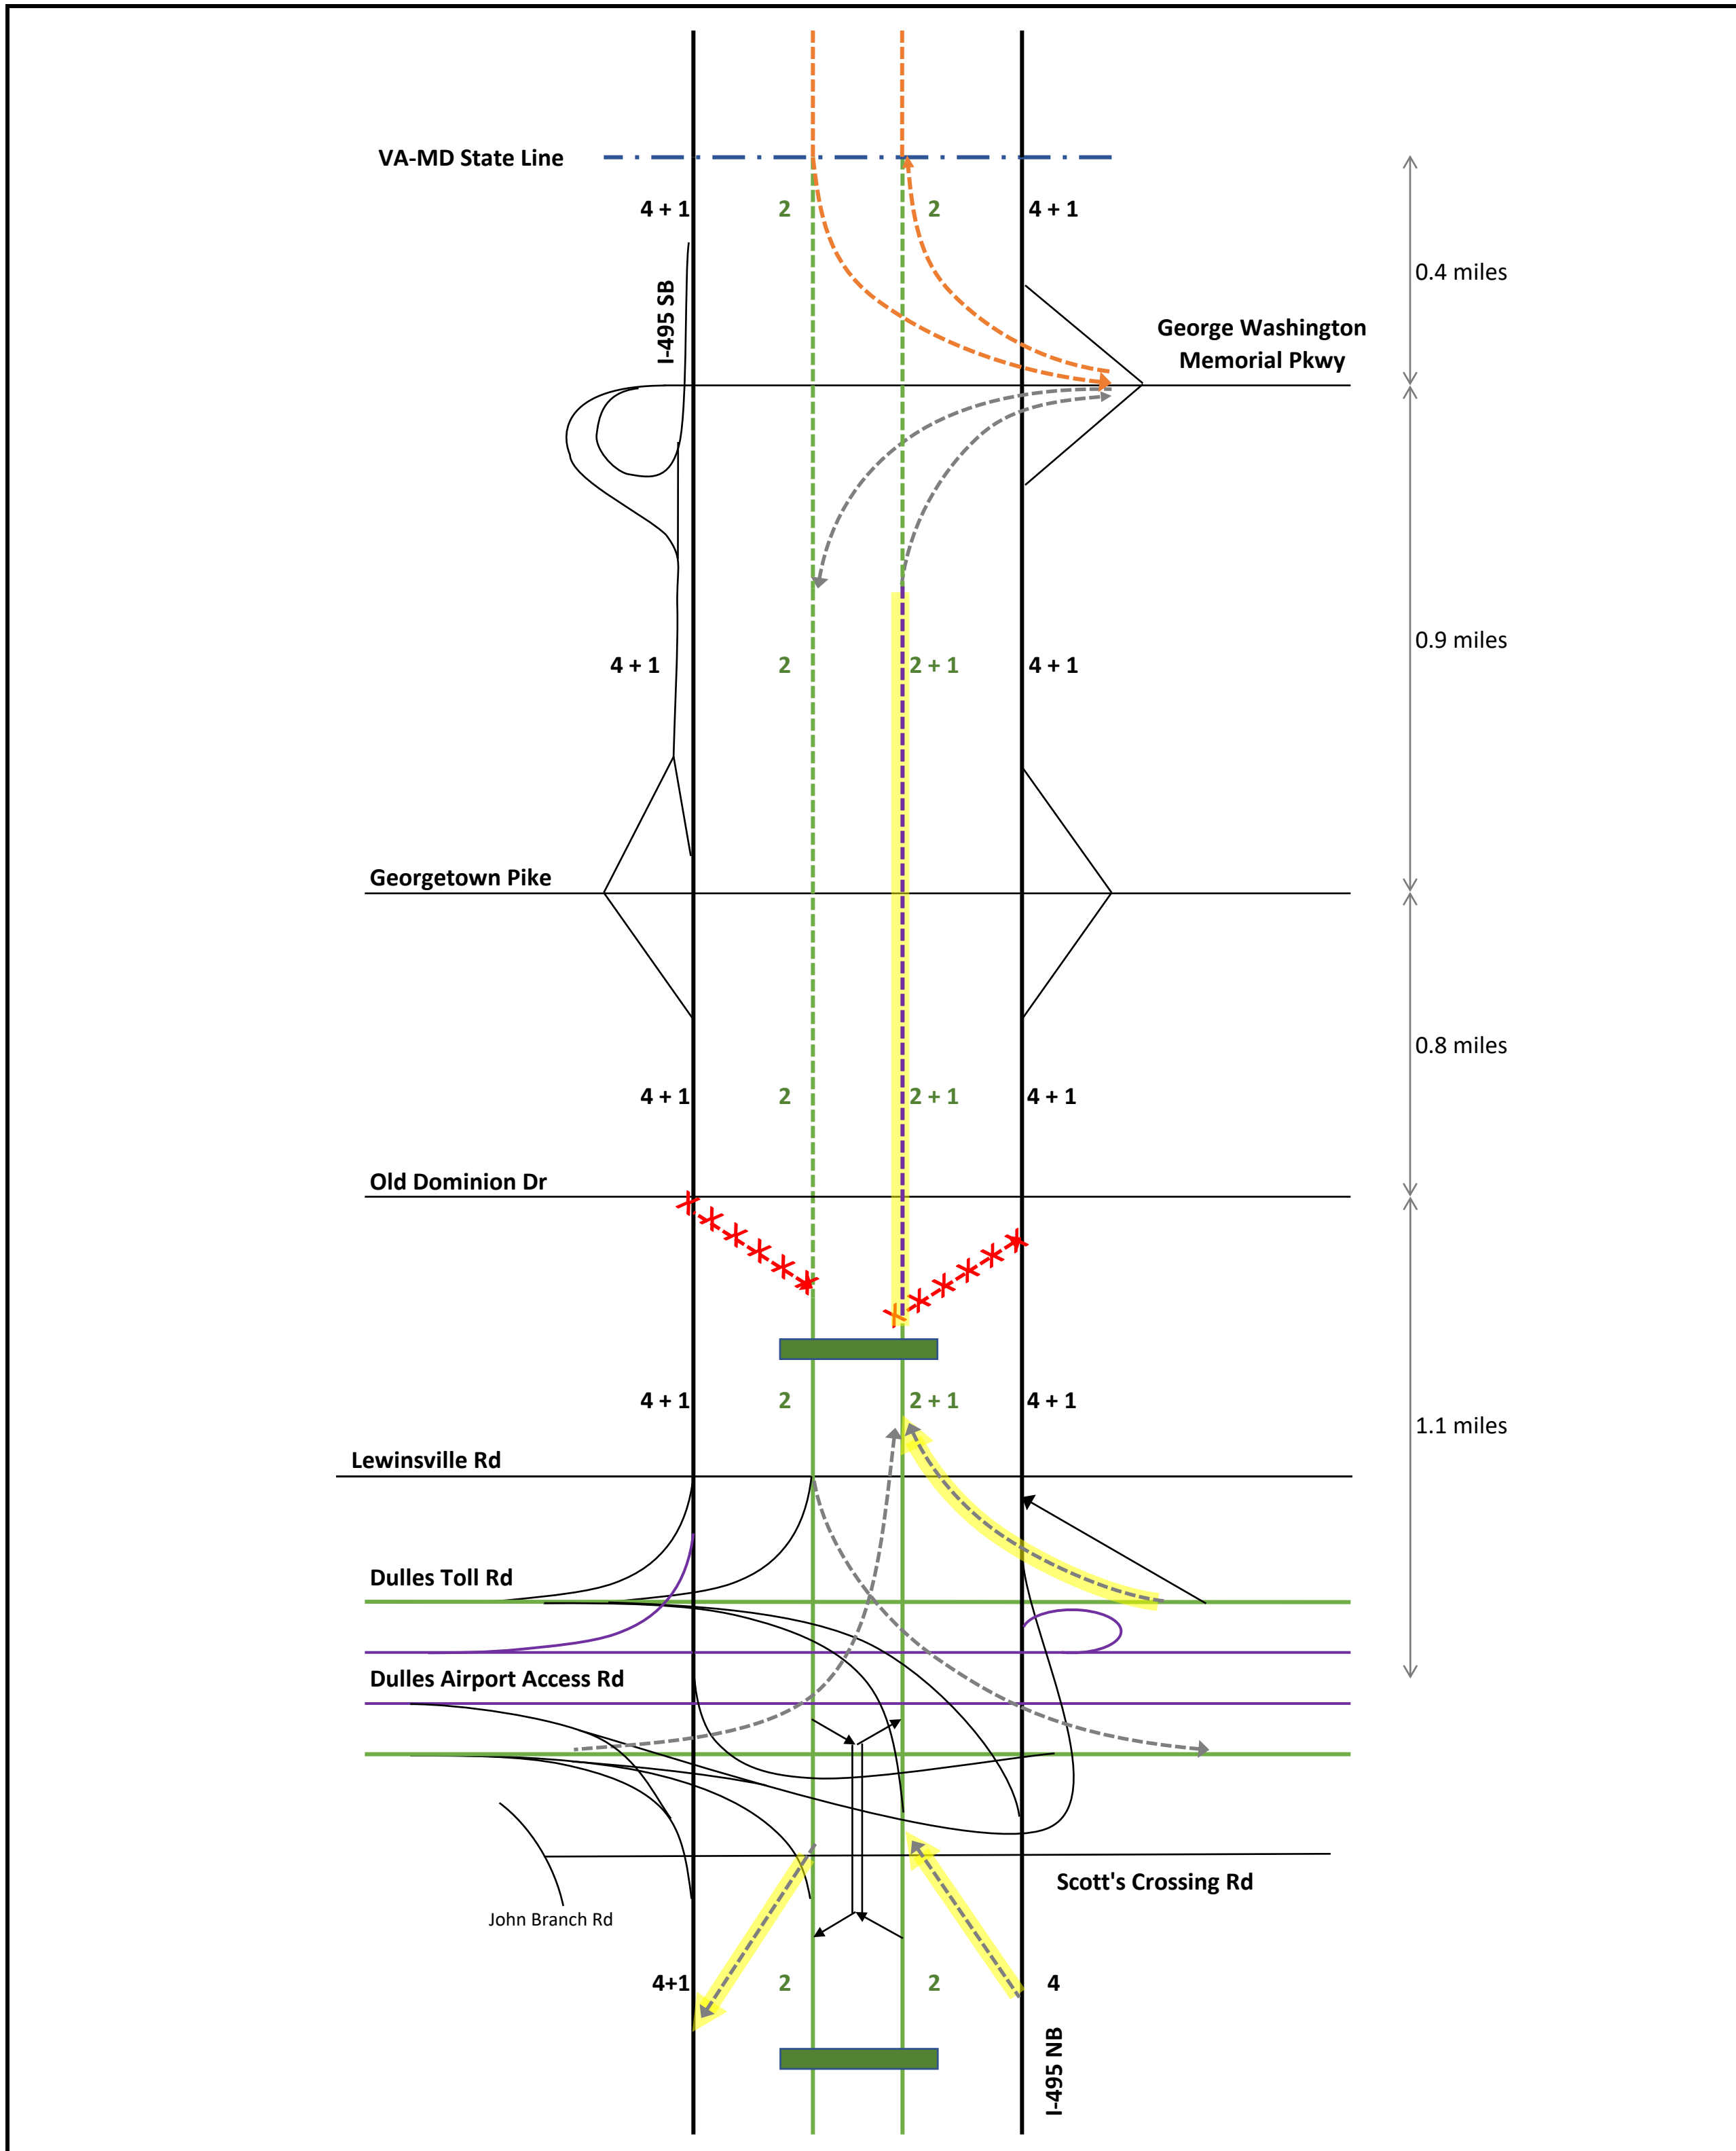 VA-MD State Line
4 + 1
2
2
4 + 1
0.4 miles
I-495 SB
George Washington
Memorial Pkwy
4 + 1
2
2 + 1
4 + 1
0.9 miles
Georgetown Pike
0.8 miles
4 + 1
2
2 + 1
4 + 1
Old Dominion Dr
4 + 1
2
2 + 1
4 + 1
1.1 miles
Lewinsville Rd
Dulles Toll Rd
Dulles Airport Access Rd
Scott's Crossing Rd
John Branch Rd
4+1
2
2
4
I-495 NB